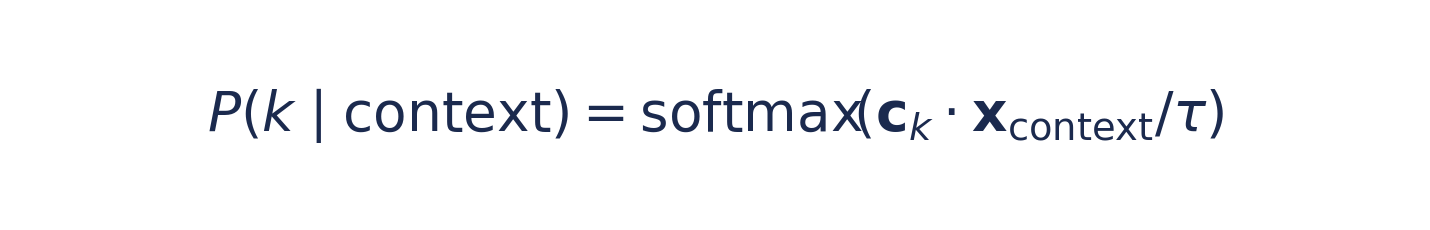 P(k | context) = softmax(c_k · x_context/τ)